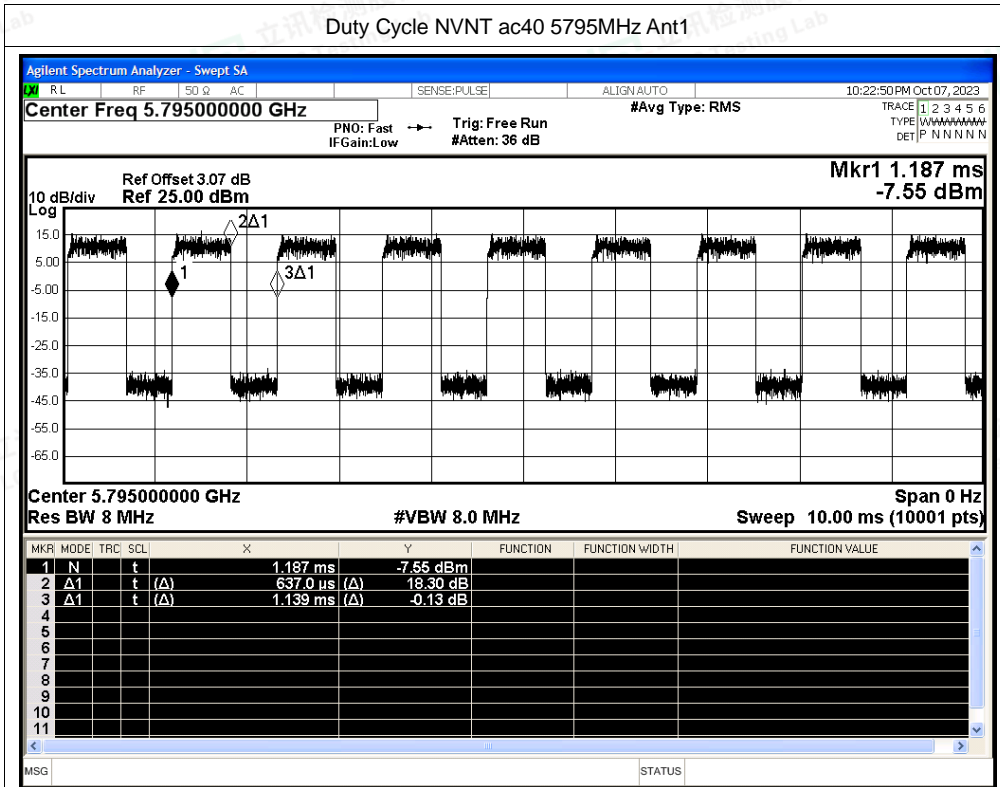 Duty Cycle NVNT ac40 5795MHz Ant1
Agilent Spectrum Analyzer - Swept SA
LXI RL RF 50 Ω AC SENSE:PULSE ALIGN AUTO 10:22:50 PM Oct 07, 2023
Center Freq 5.795000000 GHz #Avg Type: RMS TRACE 1 2 3 4 5 6
PNO: Fast Trig: Free Run TYPE WWWWWW
IFGain:Low #Atten: 36 dB DET P N N N N N
Mkr1 1.187 ms
Ref Offset 3.07 dB
10 dB/div Ref 25.00 dBm -7.55 dBm
Log
2Δ1
15.0
5.00
1 3Δ1
-5.00
-15.0
-25.0
-35.0
-45.0
-55.0
-65.0
Center 5.795000000 GHz Span 0 Hz
Res BW 8 MHz #VBW 8.0 MHz Sweep 10.00 ms (10001 pts)
MKR MODE TRC SCL X Y FUNCTION FUNCTION WIDTH FUNCTION VALUE
1 N t 1.187 ms -7.55 dBm
2 Δ1 t (Δ) 637.0 µs (Δ) 18.30 dB
3 Δ1 t (Δ) 1.139 ms (Δ) -0.13 dB
4
5
6
7
8
9
10
11
MSG STATUS